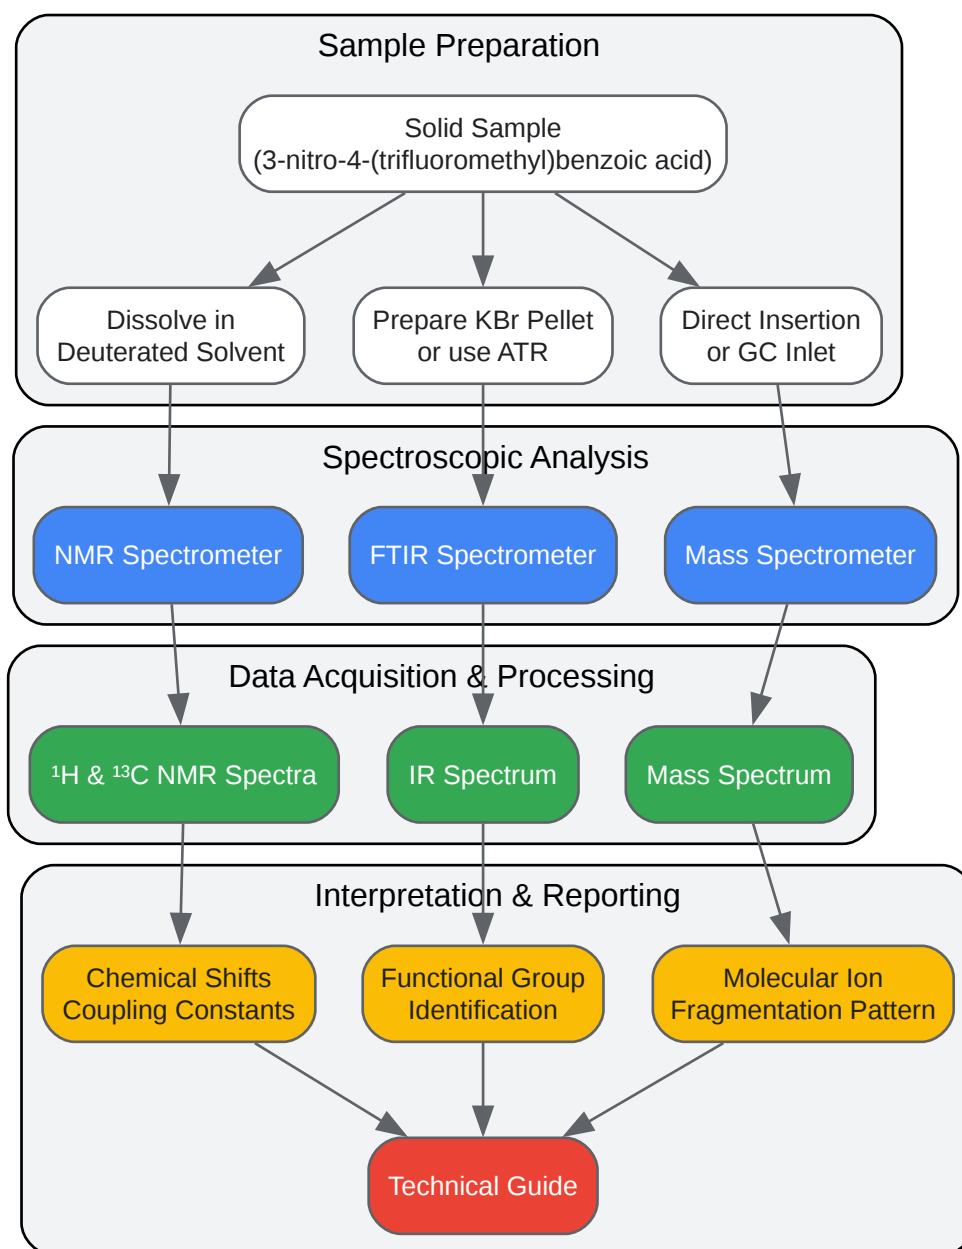 Sample Preparation
Solid Sample
(3-nitro-4-(trifluoromethyl)benzoic acid)
Dissolve in
Deuterated Solvent
Prepare KBr Pellet
or use ATR
Direct Insertion
or GC Inlet
Spectroscopic Analysis
NMR Spectrometer
FTIR Spectrometer
Mass Spectrometer
Data Acquisition & Processing
¹H & ¹³C NMR Spectra
IR Spectrum
Mass Spectrum
Interpretation & Reporting
Chemical Shifts
Coupling Constants
Functional Group
Identification
Molecular Ion
Fragmentation Pattern
Technical Guide